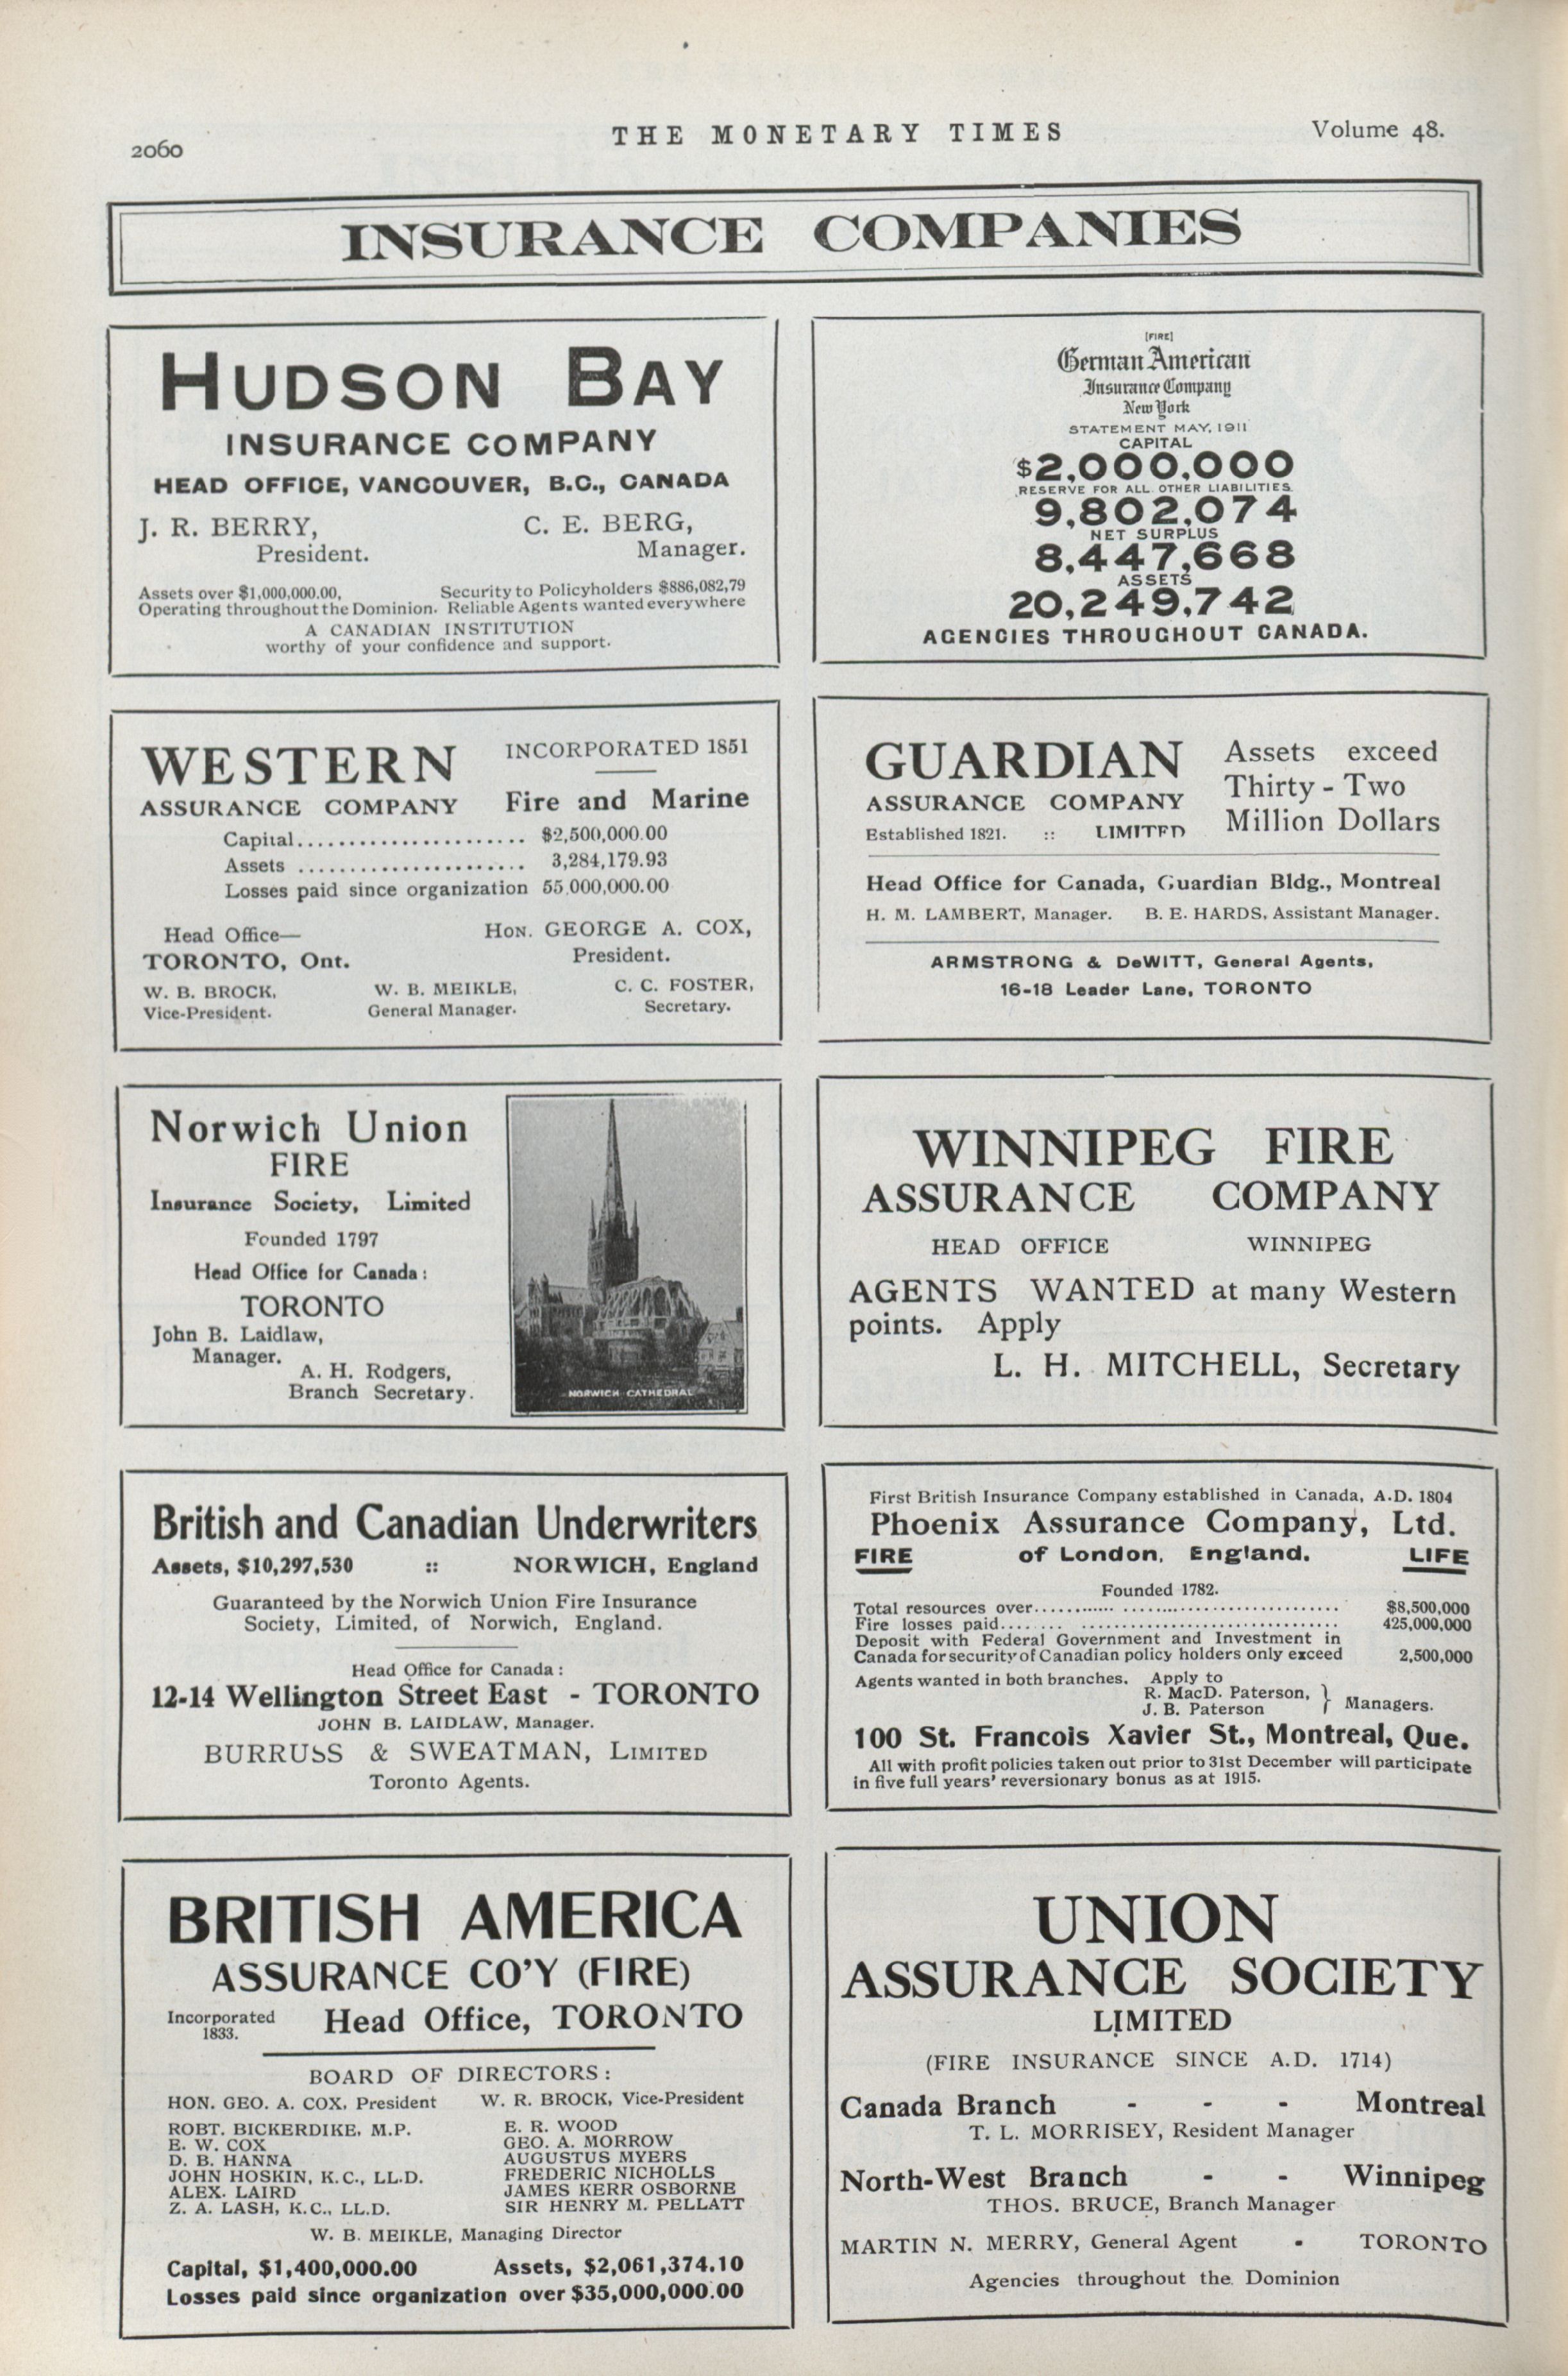 2060
THE MONETARY TIMES
Volume 48.
INSURANCE COMPANIES
HUDSON BAY
INSURANCE COMPANY
HEAD OFFICE, VANCOUVER, B.C., CANADA
J. R. BERRY,
President.
C. E. BERG,
Manager.
Assets over $1,000,000.00, Security to Policyholders $886,082,79
Operating throughout the Dominion. Reliable Agents wanted everywhere
A CANADIAN INSTITUTION
worthy of your confidence and support.
[FIRE]
German American
Insurance Company
New York
STATEMENT MAY, 1911
CAPITAL
$2,000,000
RESERVE FOR ALL OTHER LIABILITIES
9,802,074
NET SURPLUS
8,447,668
ASSETS
20,249,742
AGENCIES THROUGHOUT CANADA.
WESTERN
ASSURANCE COMPANY
INCORPORATED 1851
Fire and Marine
Capital...................... $2,500,000.00
Assets ...................... 3,284,179.93
Losses paid since organization 55,000,000.00
Head Office—
TORONTO, Ont.
HON. GEORGE A. COX,
President.
W. B. BROCK,
Vice-President.
W. B. MEIKLE,
General Manager.
C. C. FOSTER,
Secretary.
GUARDIAN
ASSURANCE COMPANY
Established 1821. :: LIMITED
Assets exceed
Thirty - Two
Million Dollars
Head Office for Canada, Guardian Bldg., Montreal
H. M. LAMBERT, Manager. B. E. HARDS, Assistant Manager.
ARMSTRONG & DeWITT, General Agents,
16-18 Leader Lane, TORONTO
Norwich Union
FIRE
Insurance Society, Limited
Founded 1797
Head Office for Canada:
TORONTO
John B. Laidlaw,
Manager.
A. H. Rodgers,
Branch Secretary.
NORWICH CATHEDRAL
WINNIPEG FIRE
ASSURANCE COMPANY
HEAD OFFICE WINNIPEG
AGENTS WANTED at many Western
points. Apply
L. H. MITCHELL, Secretary
British and Canadian Underwriters
Assets, $10,297,530 :: NORWICH, England
Guaranteed by the Norwich Union Fire Insurance
Society, Limited, of Norwich, England.
Head Office for Canada:
12-14 Wellington Street East - TORONTO
JOHN B. LAIDLAW, Manager.
BURRUSS & SWEATMAN, LIMITED
Toronto Agents.
First British Insurance Company established in Canada, A.D. 1804
Phoenix Assurance Company, Ltd.
FIRE of London, England. LIFE
Founded 1782.
Total resources over........................................ $8,500,000
Fire losses paid........................................ 425,000,000
Deposit with Federal Government and Investment in
Canada for security of Canadian policy holders only exceed 2,500,000
Agents wanted in both branches. Apply to
R. MacD. Paterson, } Managers.
J. B. Paterson
100 St. Francois Xavier St., Montreal, Que.
All with profit policies taken out prior to 31st December will participate
in five full years' reversionary bonus as at 1915.
BRITISH AMERICA
ASSURANCE CO'Y (FIRE)
Incorporated
1833.
Head Office, TORONTO
BOARD OF DIRECTORS:
HON. GEO. A. COX, President W. R. BROCK, Vice-President
ROBT. BICKERDIKE, M.P.
E. W. COX
D. B. HANNA
JOHN HOSKIN, K.C., LL.D.
ALEX. LAIRD
Z. A. LASH, K.C., LL.D.
E. R. WOOD
GEO. A. MORROW
AUGUSTUS MYERS
FREDERIC NICHOLLS
JAMES KERR OSBORNE
SIR HENRY M. PELLATT
W. B. MEIKLE, Managing Director
Capital, $1,400,000.00 Assets, $2,061,374.10
Losses paid since organization over $35,000,000.00
UNION
ASSURANCE SOCIETY
LIMITED
(FIRE INSURANCE SINCE A.D. 1714)
Canada Branch - - - Montreal
T. L. MORRISEY, Resident Manager
North-West Branch - - Winnipeg
THOS. BRUCE, Branch Manager
MARTIN N. MERRY, General Agent - TORONTO
Agencies throughout the Dominion